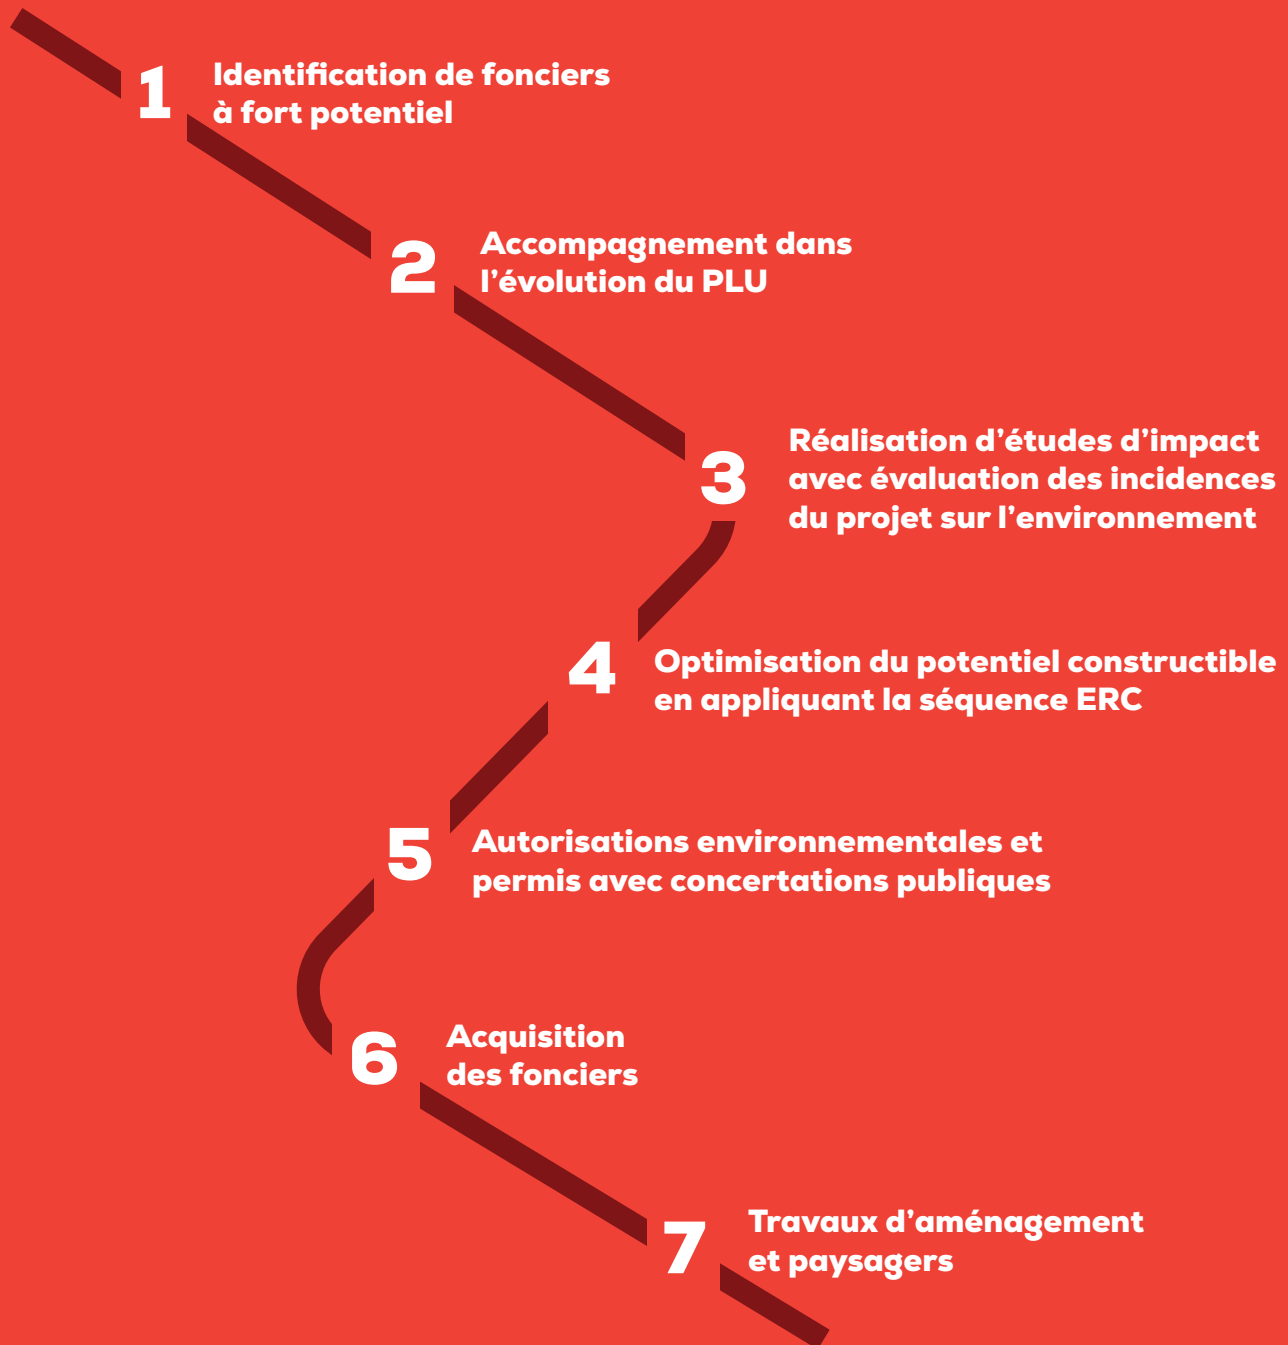 1
Identification de fonciers
à fort potentiel
2
Accompagnement dans
l’évolution du PLU
3
Réalisation d’études d’impact
avec évaluation des incidences
du projet sur l’environnement
4
Optimisation du potentiel constructible
en appliquant la séquence ERC
5
Autorisations environnementales et
permis avec concertations publiques
6
Acquisition
des fonciers
7
Travaux d’aménagement
et paysagers